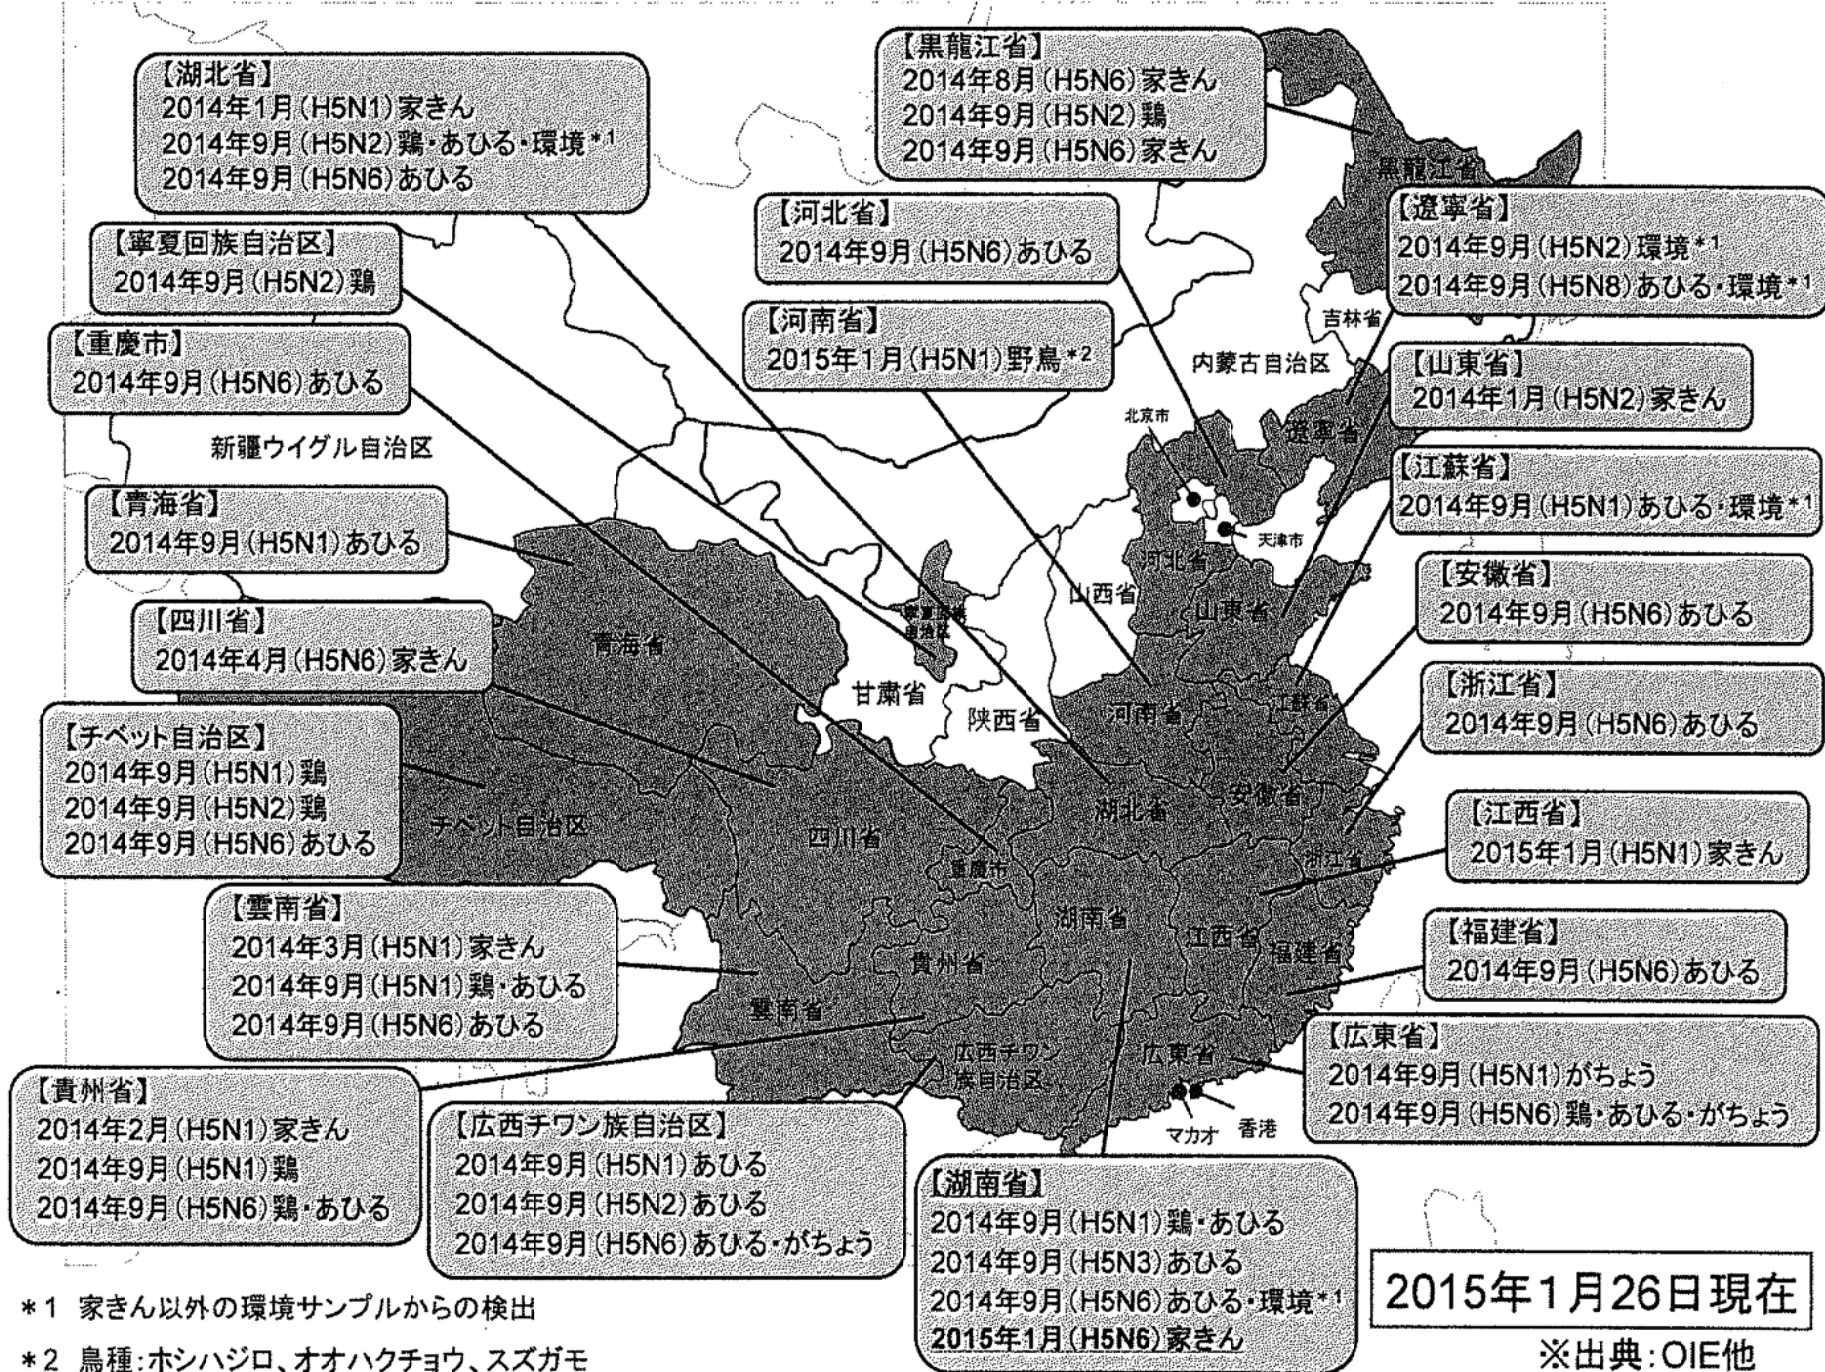 【湖北省】
2014年1月(H5N1)家きん
2014年9月(H5N2)鶏・あひる・環境*1
2014年9月(H5N6)あひる
【黒龍江省】
2014年8月(H5N6)家きん
2014年9月(H5N2)鶏
2014年9月(H5N6)家きん
黒龍江省
【寧夏回族自治区】
2014年9月(H5N2)鶏
【河北省】
2014年9月(H5N6)あひる
【遼寧省】
2014年9月(H5N2)環境*1
2014年9月(H5N8)あひる・環境*1
【重慶市】
2014年9月(H5N6)あひる
【河南省】
2015年1月(H5N1)野鳥*2
吉林省
内蒙古自治区
【山東省】
2014年1月(H5N2)家きん
北京市
遼寧省
新疆ウイグル自治区
【江蘇省】
2014年9月(H5N1)あひる・環境*1
【青海省】
2014年9月(H5N1)あひる
天津市
河北省
山西省
山東省
【安徽省】
2014年9月(H5N6)あひる
寧夏回族
自治区
【四川省】
2014年4月(H5N6)家きん
青海省
甘粛省
陝西省
河南省
江蘇省
【浙江省】
2014年9月(H5N6)あひる
【チベット自治区】
2014年9月(H5N1)鶏
2014年9月(H5N2)鶏
2014年9月(H5N6)あひる
チベット自治区
四川省
重慶市
湖北省
安徽省
浙江省
【江西省】
2015年1月(H5N1)家きん
【雲南省】
2014年3月(H5N1)家きん
2014年9月(H5N1)鶏・あひる
2014年9月(H5N6)あひる
雲南省
貴州省
湖南省
江西省
福建省
【福建省】
2014年9月(H5N6)あひる
広西チワン
族自治区
広東省
マカオ
香港
【広東省】
2014年9月(H5N1)がちょう
2014年9月(H5N6)鶏・あひる・がちょう
【貴州省】
2014年2月(H5N1)家きん
2014年9月(H5N1)鶏
2014年9月(H5N6)鶏・あひる
【広西チワン族自治区】
2014年9月(H5N1)あひる
2014年9月(H5N2)あひる
2014年9月(H5N6)あひる・がちょう
【湖南省】
2014年9月(H5N1)鶏・あひる
2014年9月(H5N3)あひる
2014年9月(H5N6)あひる・環境*1
2015年1月(H5N6)家きん
2015年1月26日現在
※出典:OIE他
*1 家きん以外の環境サンプルからの検出
*2 鳥種:ホシハジロ、オオハクチョウ、スズガモ